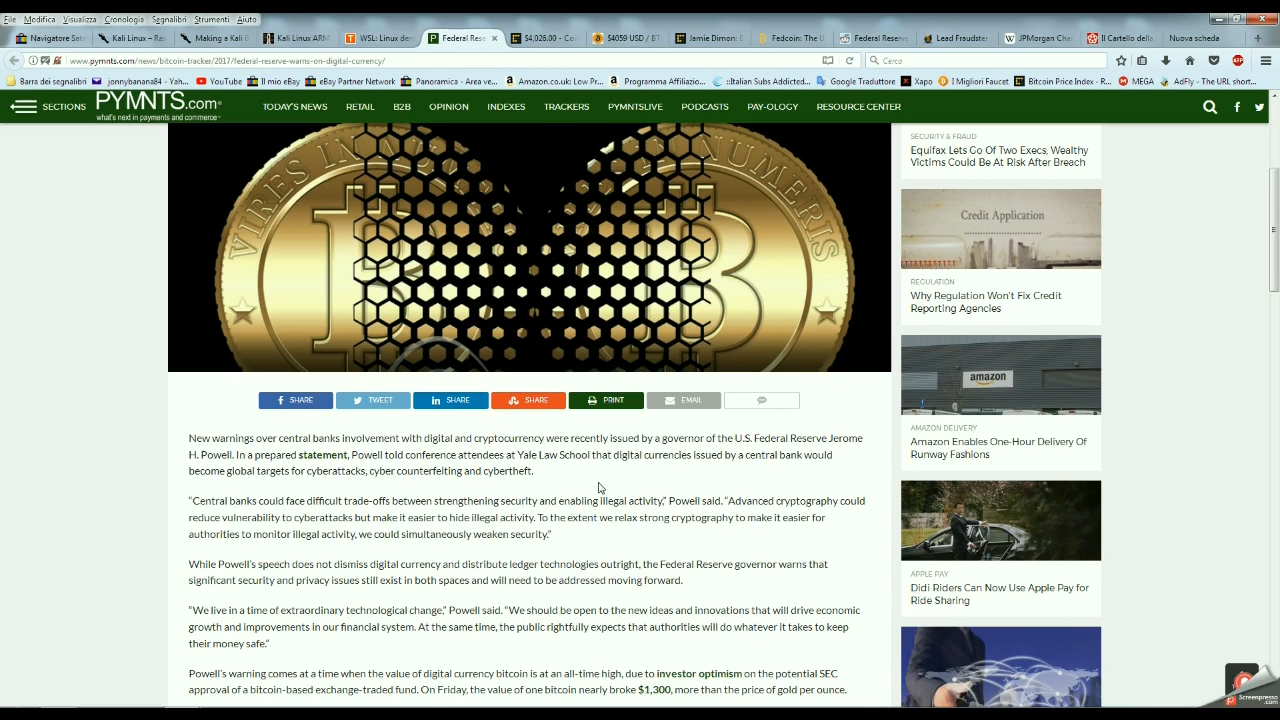 File Modifica Visualizza Cronologia Segnalibri Strumenti Aiuto
Navigatore Sate Kali Linux – Ras Making a Kali B Kali Linux ARM WSL: Linux den Federal Rese $4,026.00 - Coin $4059 / BT Jamie Dimon: B Fedcoin: The U Federal Reserve Lead Fraudster JPMorgan Chas Il Cartello della Nuova scheda
www.pymnts.com/news/bitcoin-tracker/2017/federal-reserve-warns-on-digital-currency/ Cerca
Barra dei segnalibri jonnybanana84 - Yah... YouTube Il mio eBay eBay Partner Network Panoramica - Area ve... Amazon.co.uk: Low Pr... Programma Affiliazio... ::Italian Subs Addicted... Google Traduttore Xapo I Migliori Faucet Bitcoin Price Index - R... MEGA AdFly - The URL short...
SECTIONS PYMNTS.com TODAY'S NEWS RETAIL B2B OPINION INDEXES TRACKERS PYMNTSLIVE PODCASTS PAY-OLOGY RESOURCE CENTER
what's next in payments and commerce
VIRES IN NUMERIS
SHARE TWEET SHARE SHARE PRINT EMAIL
New warnings over central banks involvement with digital and cryptocurrency were recently issued by a governor of the U.S. Federal Reserve Jerome
H. Powell. In a prepared statement, Powell told conference attendees at Yale Law School that digital currencies issued by a central bank would
become global targets for cyberattacks, cyber counterfeiting and cybertheft.
“Central banks could face difficult trade-offs between strengthening security and enabling illegal activity,” Powell said. “Advanced cryptography could
reduce vulnerability to cyberattacks but make it easier to hide illegal activity. To the extent we relax strong cryptography to make it easier for
authorities to monitor illegal activity, we could simultaneously weaken security.”
While Powell’s speech does not dismiss digital currency and distribute ledger technologies outright, the Federal Reserve governor warns that
significant security and privacy issues still exist in both spaces and will need to be addressed moving forward.
“We live in a time of extraordinary technological change,” Powell said. “We should be open to the new ideas and innovations that will drive economic
growth and improvements in our financial system. At the same time, the public rightfully expects that authorities will do whatever it takes to keep
their money safe.”
Powell’s warning comes at a time when the value of digital currency bitcoin is at an all-time high, due to investor optimism on the potential SEC
approval of a bitcoin-based exchange-traded fund. On Friday, the value of one bitcoin nearly broke $1,300, more than the price of gold per ounce.
SECURITY & FRAUD
Equifax Lets Go Of Two Execs; Wealthy
Victims Could Be At Risk After Breach
Credit Application
REGULATION
Why Regulation Won’t Fix Credit
Reporting Agencies
amazon
AMAZON DELIVERY
Amazon Enables One-Hour Delivery Of
Runway Fashions
APPLE PAY
Didi Riders Can Now Use Apple Pay for
Ride Sharing
Screenpresso
.com